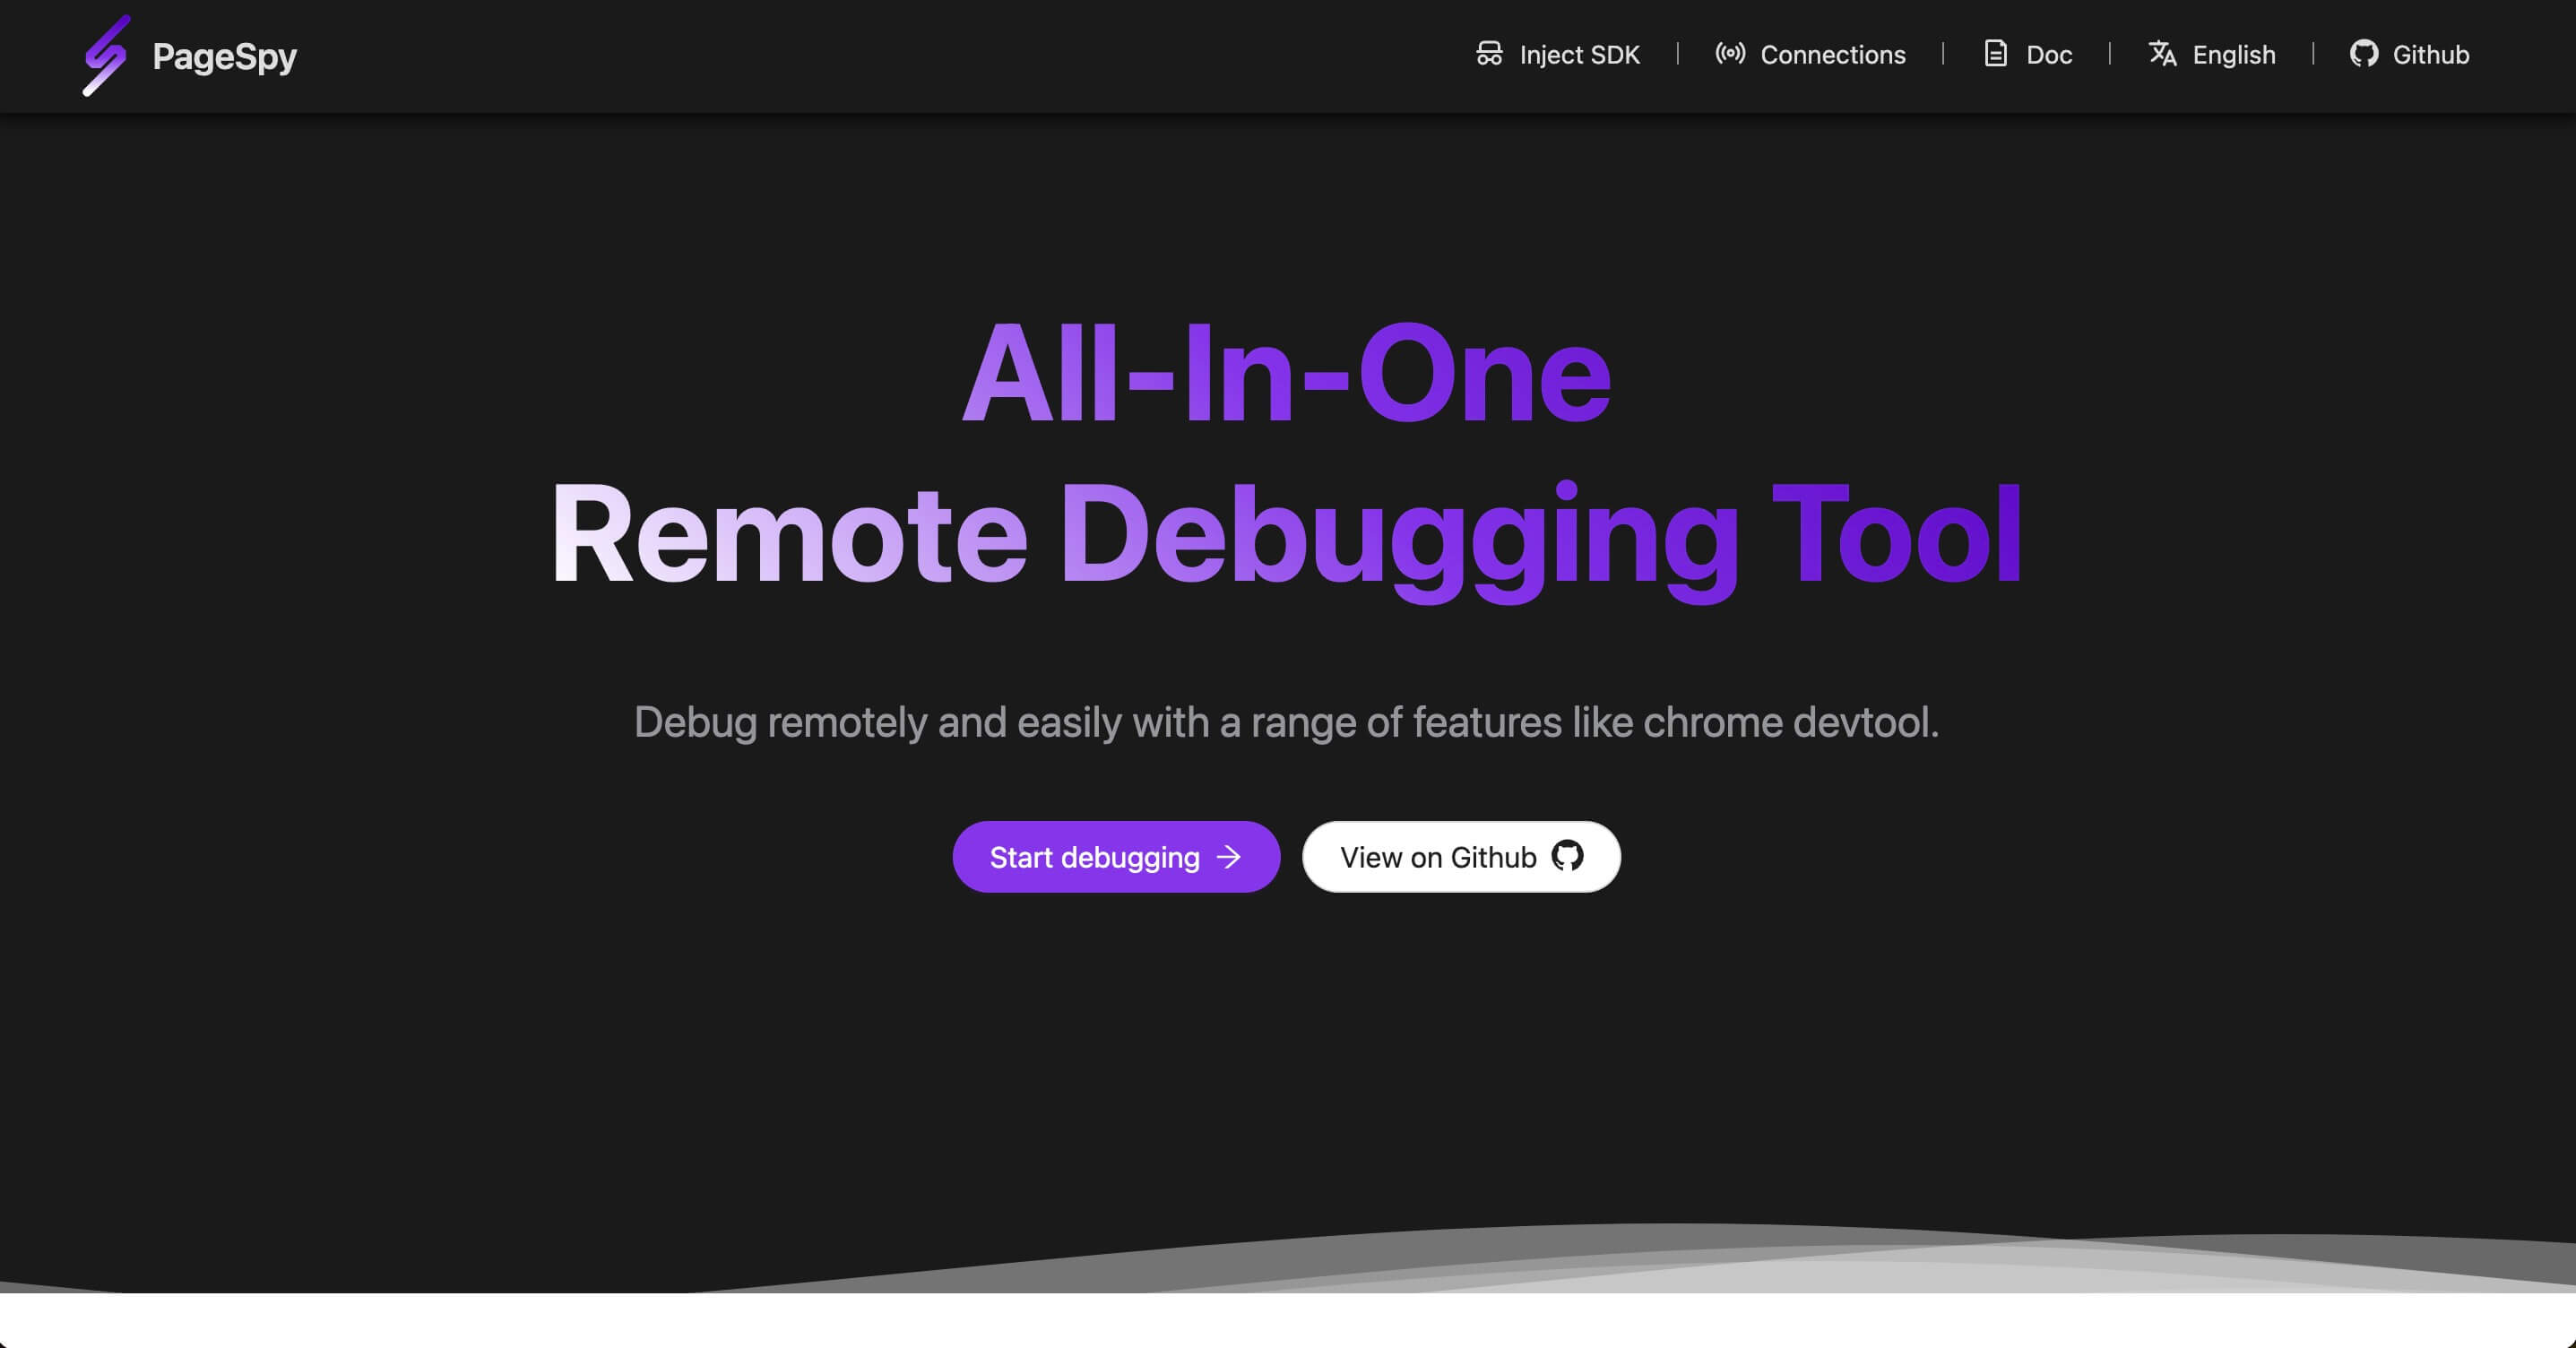 PageSpy
Inject SDK | Connections | Doc | English | Github
All-In-One
Remote Debugging Tool
Debug remotely and easily with a range of features like chrome devtool.
Start debugging
View on Github